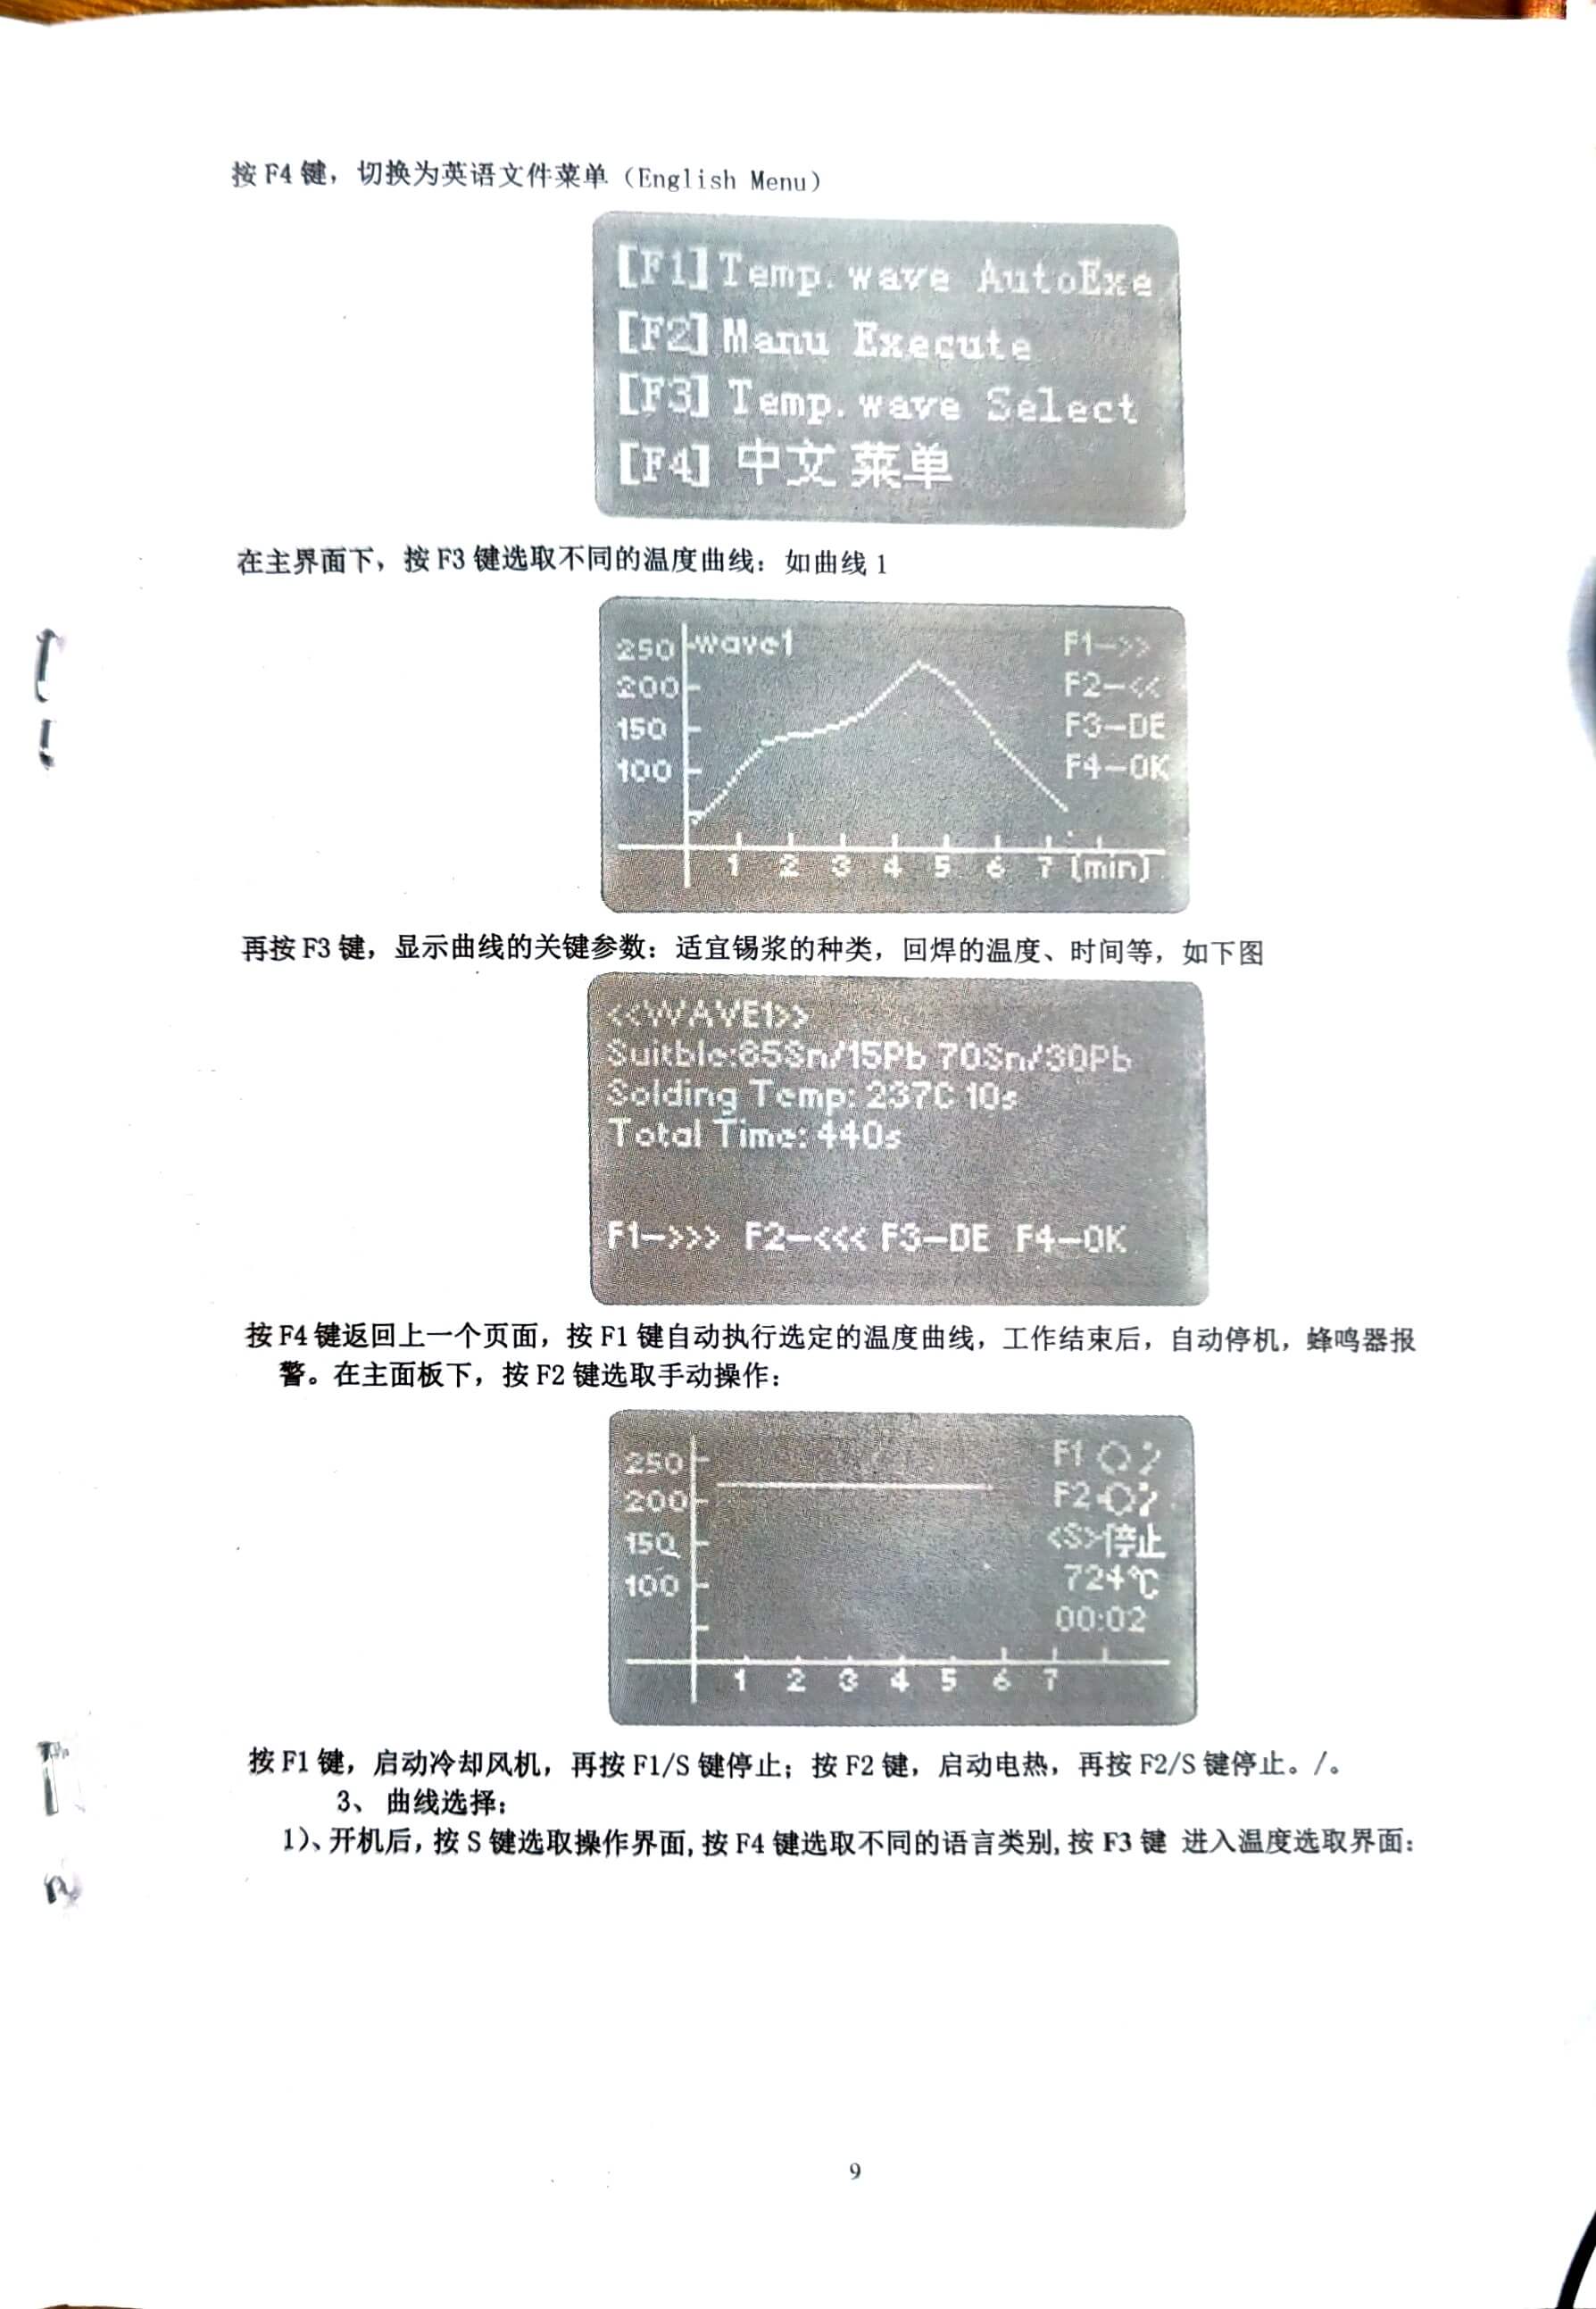 按 F4 键，切换为英语文件菜单（English Menu）
[F1] Temp. wave AutoExe
[F2] Manu Execute
[F3] Temp. wave Select
[F4] 中文 菜单
在主界面下，按 F3 键选取不同的温度曲线：如曲线 1
wave1
250
200
150
100
F1->>
F2-<<
F3-DE
F4-OK
1 2 3 4 5 6 7 (min)
再按 F3 键，显示曲线的关键参数：适宜锡浆的种类，回焊的温度、时间等，如下图
<<WAVE1>>
Suitble:85Sn/15Pb 70Sn/30Pb
Solding Temp: 237C 10s
Total Time: 440s
F1->>> F2-<<< F3-DE F4-OK
按 F4 键返回上一个页面，按 F1 键自动执行选定的温度曲线，工作结束后，自动停机，蜂鸣器报
警。在主面板下，按 F2 键选取手动操作：
250
200
150
100
F1
F2
<S>停止
724℃
00:02
1 2 3 4 5 6 7
按 F1 键，启动冷却风机，再按 F1/S 键停止；按 F2 键，启动电热，再按 F2/S 键停止。/。
3、 曲线选择；
1)、开机后，按 S 键选取操作界面,按 F4 键选取不同的语言类别,按 F3 键 进入温度选取界面：
9